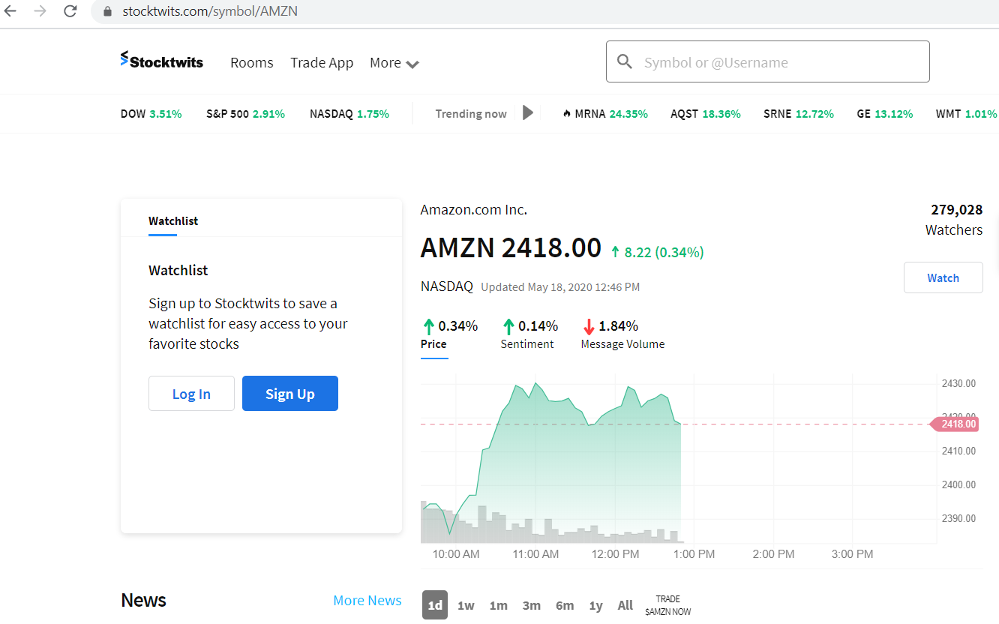 stocktwits.com/symbol/AMZN
Stocktwits Rooms Trade App More Symbol or @Username
DOW 3.51% S&P 500 2.91% NASDAQ 1.75% Trending now MRNA 24.35% AQST 18.36% SRNE 12.72% GE 13.12% WMT 1.01%
Watchlist
Watchlist
Sign up to Stocktwits to save a
watchlist for easy access to your
favorite stocks
Log In Sign Up
Amazon.com Inc.
AMZN 2418.00 8.22 (0.34%)
NASDAQ Updated May 18, 2020 12:46 PM
279,028
Watchers
Watch
0.34% 0.14% 1.84%
Price Sentiment Message Volume
2430.00
2420.00
2418.00
2410.00
2400.00
2390.00
10:00 AM 11:00 AM 12:00 PM 1:00 PM 2:00 PM 3:00 PM
News More News
1d 1w 1m 3m 6m 1y All
TRADE
$AMZN NOW